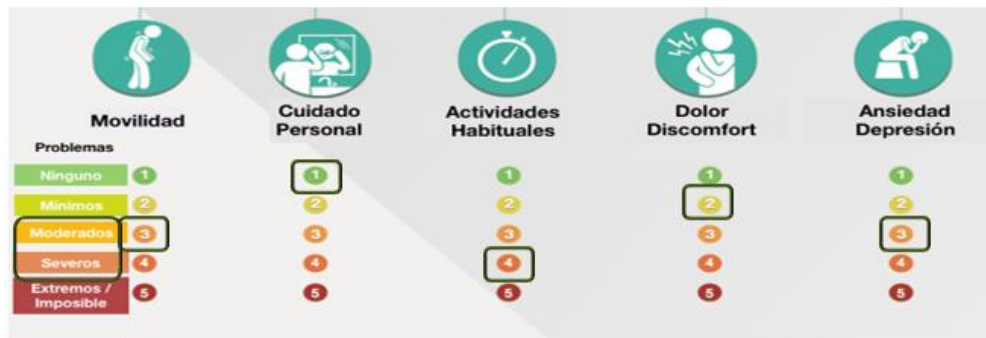 Movilidad
Cuidado
Personal
Actividades
Habituales
Dolor
Discomfort
Ansiedad
Depresión
Problemas
Ninguno 1 1 1 1 1
Mínimos 2 2 2 2 2
Moderados 3 3 3 3 3
Severos 4 4 4 4 4
Extremos /
Imposible 5 5 5 5 5